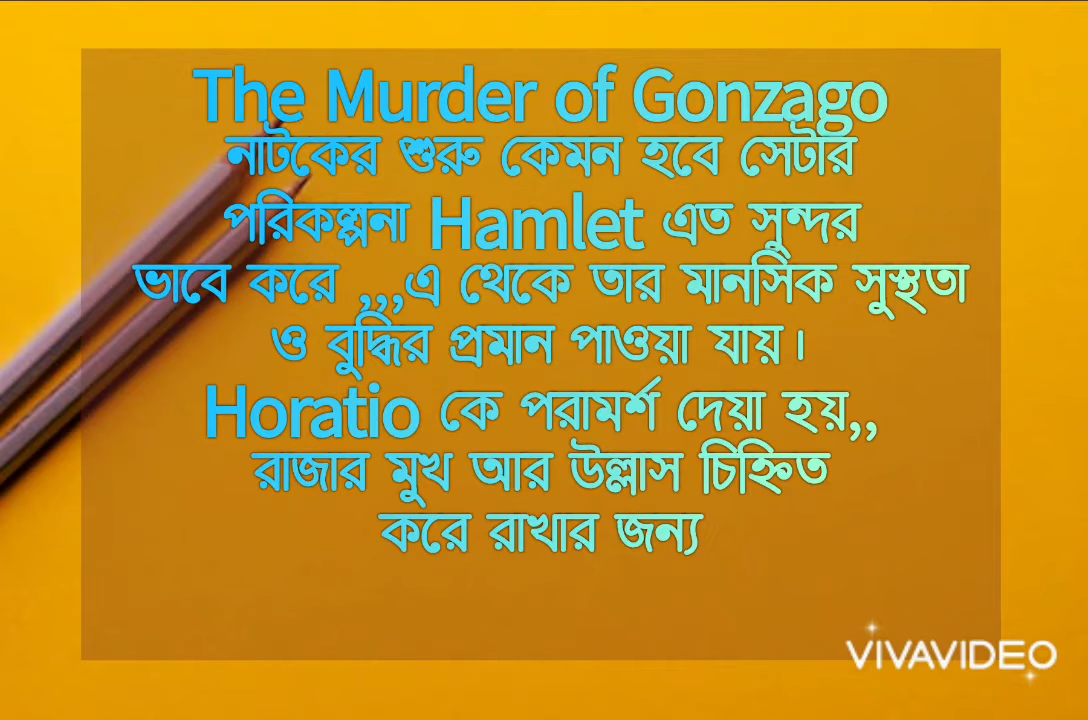 The Murder of Gonzago
নাটকের শুরু কেমন হবে সেটার
পরিকল্পনা Hamlet এত সুন্দর
ভাবে করে ,,,এ থেকে তার মানসিক সুস্থতা
ও বুদ্ধির প্রমান পাওয়া যায়।
Horatio কে পরামর্শ দেয়া হয়,,
রাজার মুখ আর উল্লাস চিহ্নিত
করে রাখার জন্য
VIVAVIDEO